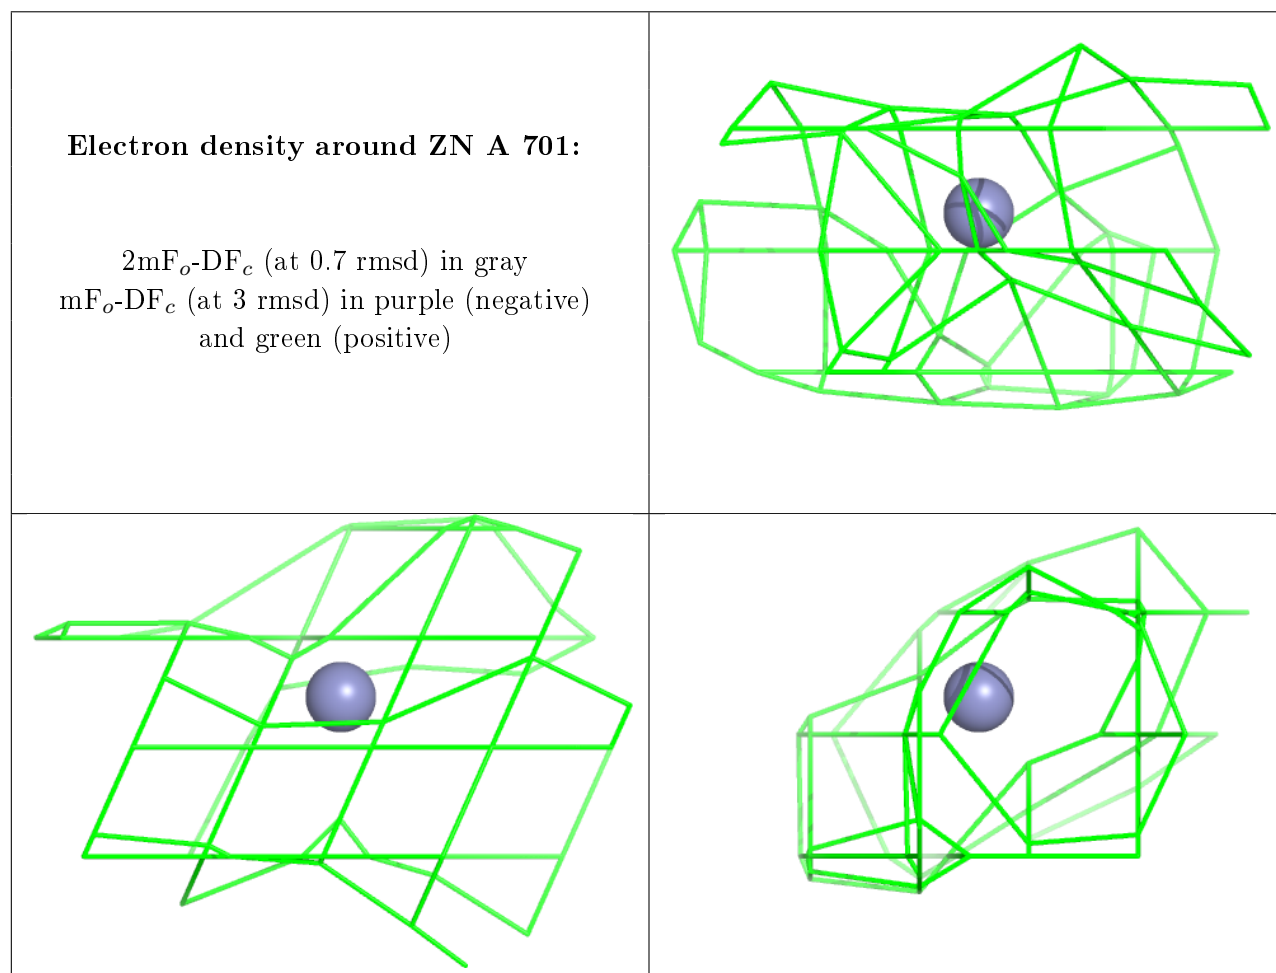 Electron density around ZN A 701:
2mFo-DFc (at 0.7 rmsd) in gray
mFo-DFc (at 3 rmsd) in purple (negative)
and green (positive)